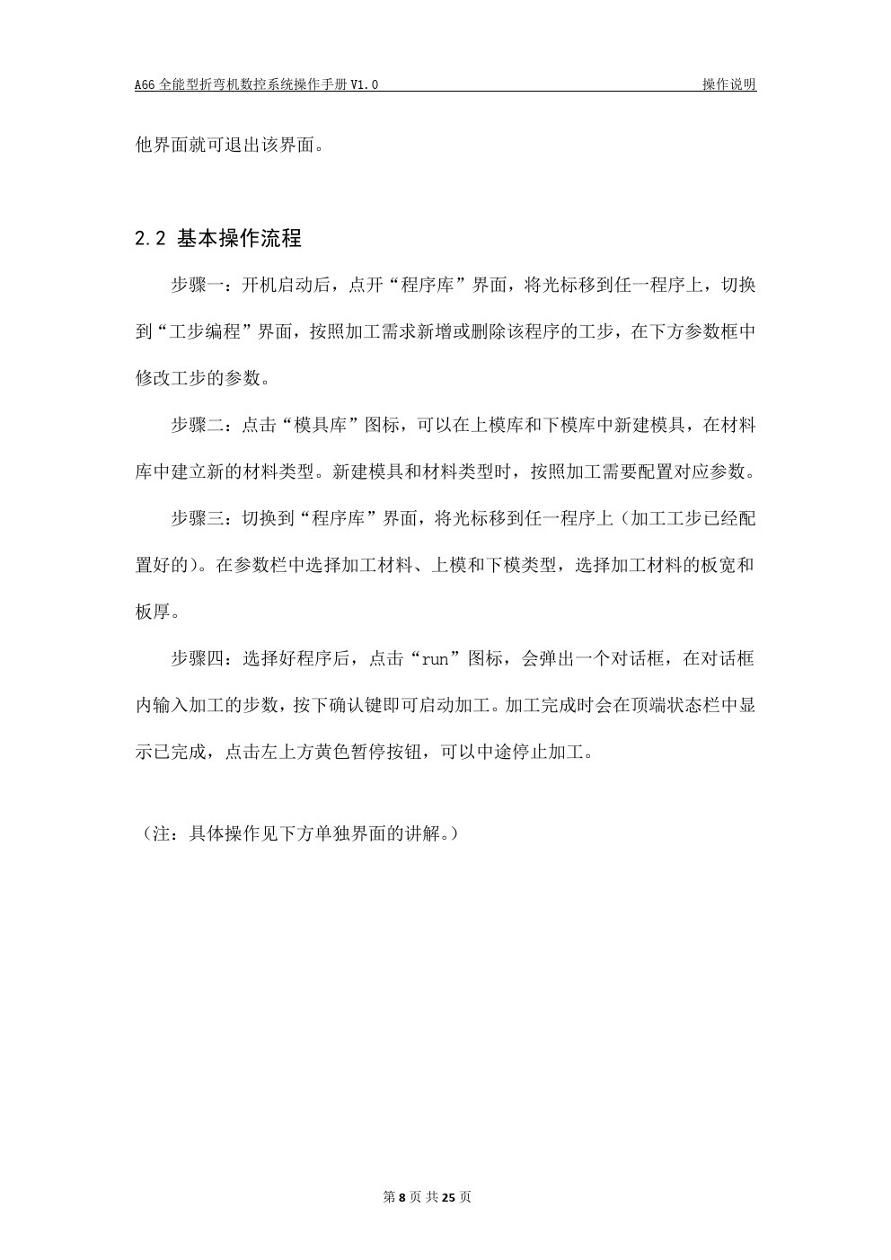 A66 全能型折弯机数控系统操作手册 V1.0 操作说明
他界面就可退出该界面。
2.2 基本操作流程
步骤一：开机启动后，点开“程序库”界面，将光标移到任一程序上，切换
到“工步编程”界面，按照加工需求新增或删除该程序的工步，在下方参数框中
修改工步的参数。
步骤二：点击“模具库”图标，可以在上模库和下模库中新建模具，在材料
库中建立新的材料类型。新建模具和材料类型时，按照加工需要配置对应参数。
步骤三：切换到“程序库”界面，将光标移到任一程序上（加工工步已经配
置好的）。在参数栏中选择加工材料、上模和下模类型，选择加工材料的板宽和
板厚。
步骤四：选择好程序后，点击“run”图标，会弹出一个对话框，在对话框
内输入加工的步数，按下确认键即可启动加工。加工完成时会在顶端状态栏中显
示已完成，点击左上方黄色暂停按钮，可以中途停止加工。
（注：具体操作见下方单独界面的讲解。）
第 8 页 共 25 页